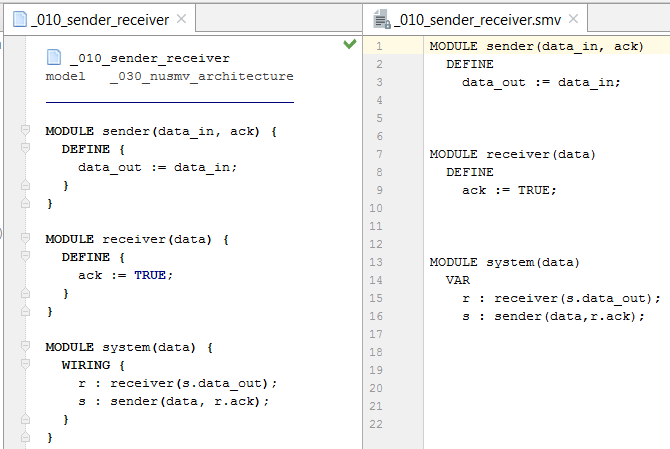 _010_sender_receiver
_010_sender_receiver
model _030_nusmv_architecture
MODULE sender(data_in, ack) {
DEFINE {
data_out := data_in;
}
}
MODULE receiver(data) {
DEFINE {
ack := TRUE;
}
}
MODULE system(data) {
WIRING {
r : receiver(s.data_out);
s : sender(data, r.ack);
}
}
_010_sender_receiver.smv
1 MODULE sender(data_in, ack)
2 DEFINE
3 data_out := data_in;
4
5
6
7 MODULE receiver(data)
8 DEFINE
9 ack := TRUE;
10
11
12
13 MODULE system(data)
14 VAR
15 r : receiver(s.data_out);
16 s : sender(data,r.ack);
17
18
19
20
21
22